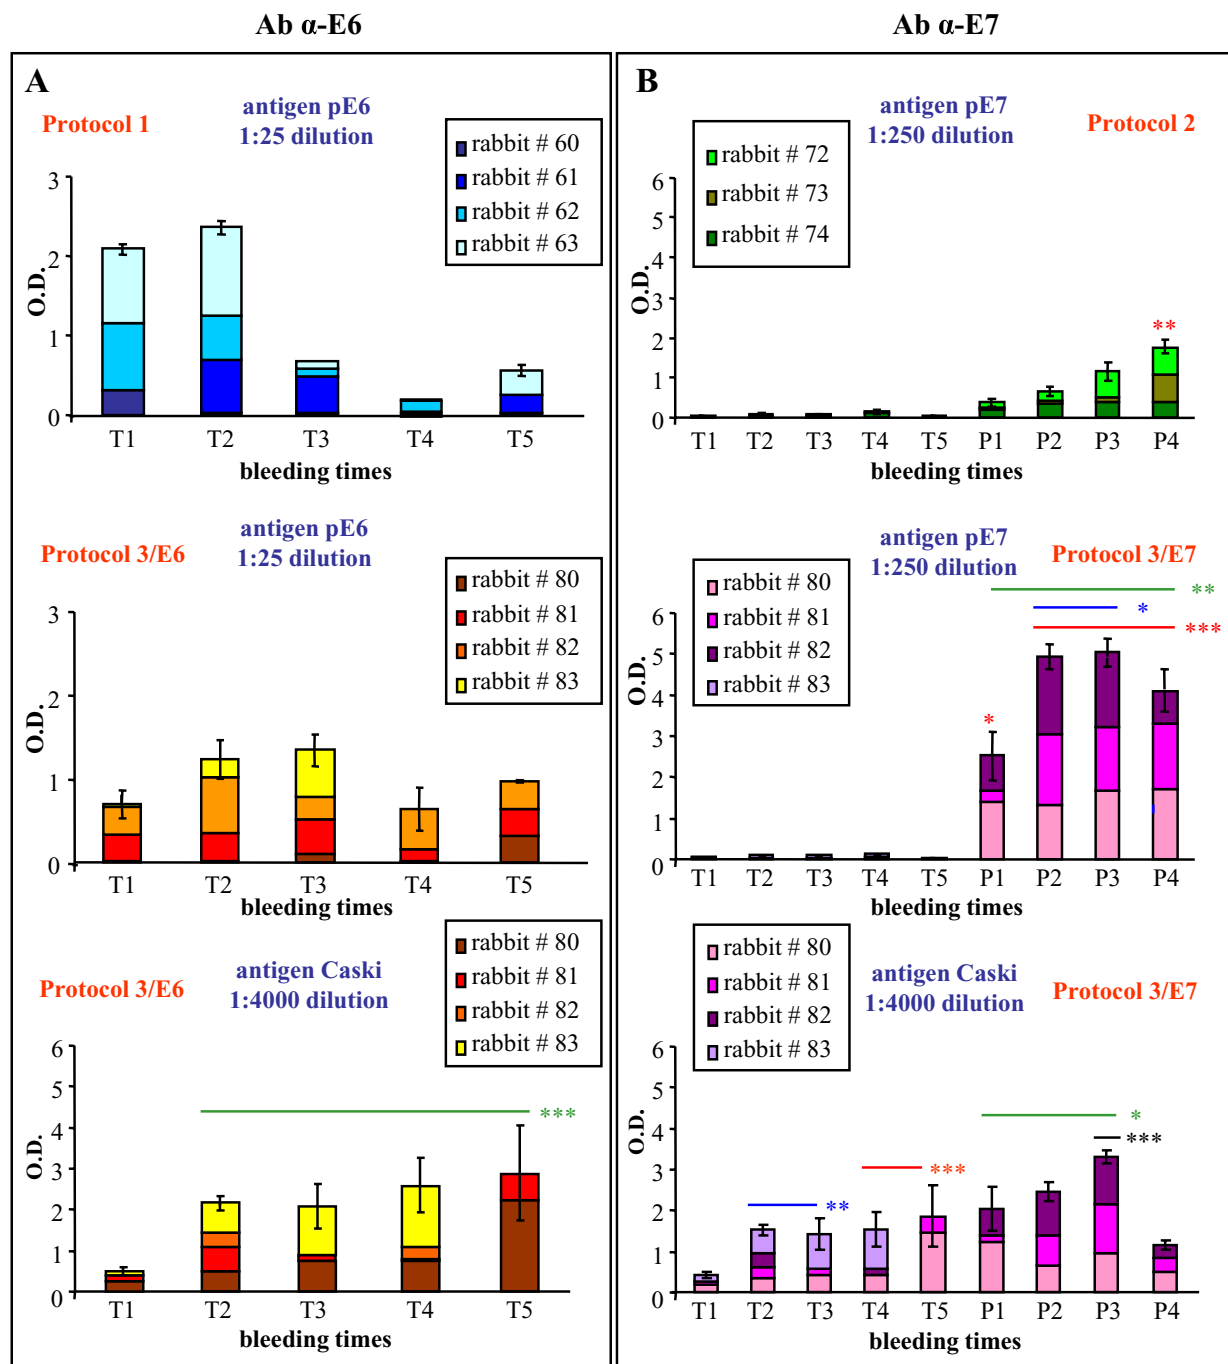 Ab α-E6
Ab α-E7
A
Protocol 1
antigen pE6
1:25 dilution
rabbit # 60
rabbit # 61
rabbit # 62
rabbit # 63
O.D.
3
2
1
0
T1 T2 T3 T4 T5
bleeding times
Protocol 3/E6
antigen pE6
1:25 dilution
rabbit # 80
rabbit # 81
rabbit # 82
rabbit # 83
O.D.
3
2
1
0
T1 T2 T3 T4 T5
bleeding times
Protocol 3/E6
antigen Caski
1:4000 dilution
rabbit # 80
rabbit # 81
rabbit # 82
rabbit # 83
O.D.
6
5
4
3
2
1
0
***
T1 T2 T3 T4 T5
bleeding times
B
antigen pE7
1:250 dilution
Protocol 2
rabbit # 72
rabbit # 73
rabbit # 74
O.D.
6
5
4
3
2
1
0
**
T1 T2 T3 T4 T5 P1 P2 P3 P4
bleeding times
antigen pE7
1:250 dilution
Protocol 3/E7
rabbit # 80
rabbit # 81
rabbit # 82
rabbit # 83
O.D.
6
5
4
3
2
1
0
**
*
***
*
T1 T2 T3 T4 T5 P1 P2 P3 P4
bleeding times
antigen Caski
1:4000 dilution
Protocol 3/E7
rabbit # 80
rabbit # 81
rabbit # 82
rabbit # 83
O.D.
6
5
4
3
2
1
0
*
***
***
**
T1 T2 T3 T4 T5 P1 P2 P3 P4
bleeding times